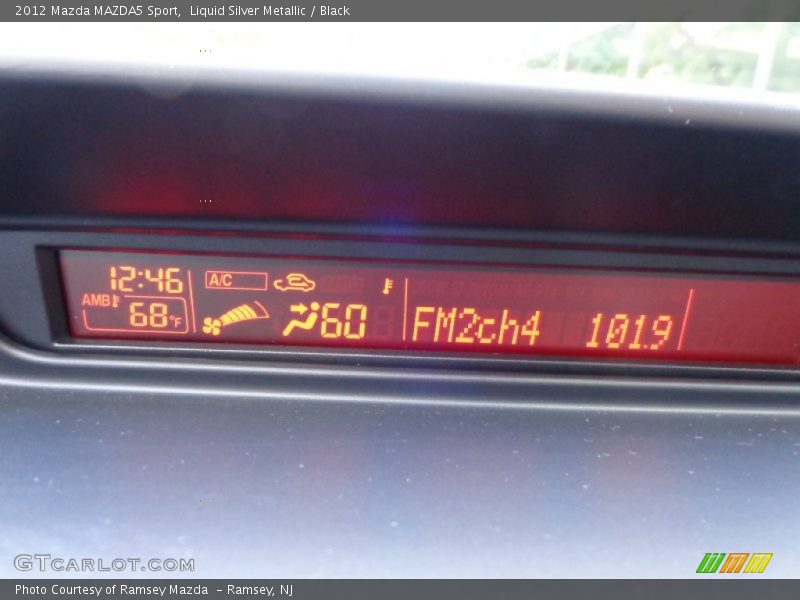 2012 Mazda MAZDA5 Sport,  Liquid Silver Metallic / Black
12:46
A/C
AMB
68°F
60
FM2ch4
101.9
GTCARLOT.COM
Photo Courtesy of Ramsey Mazda  - Ramsey, NJ